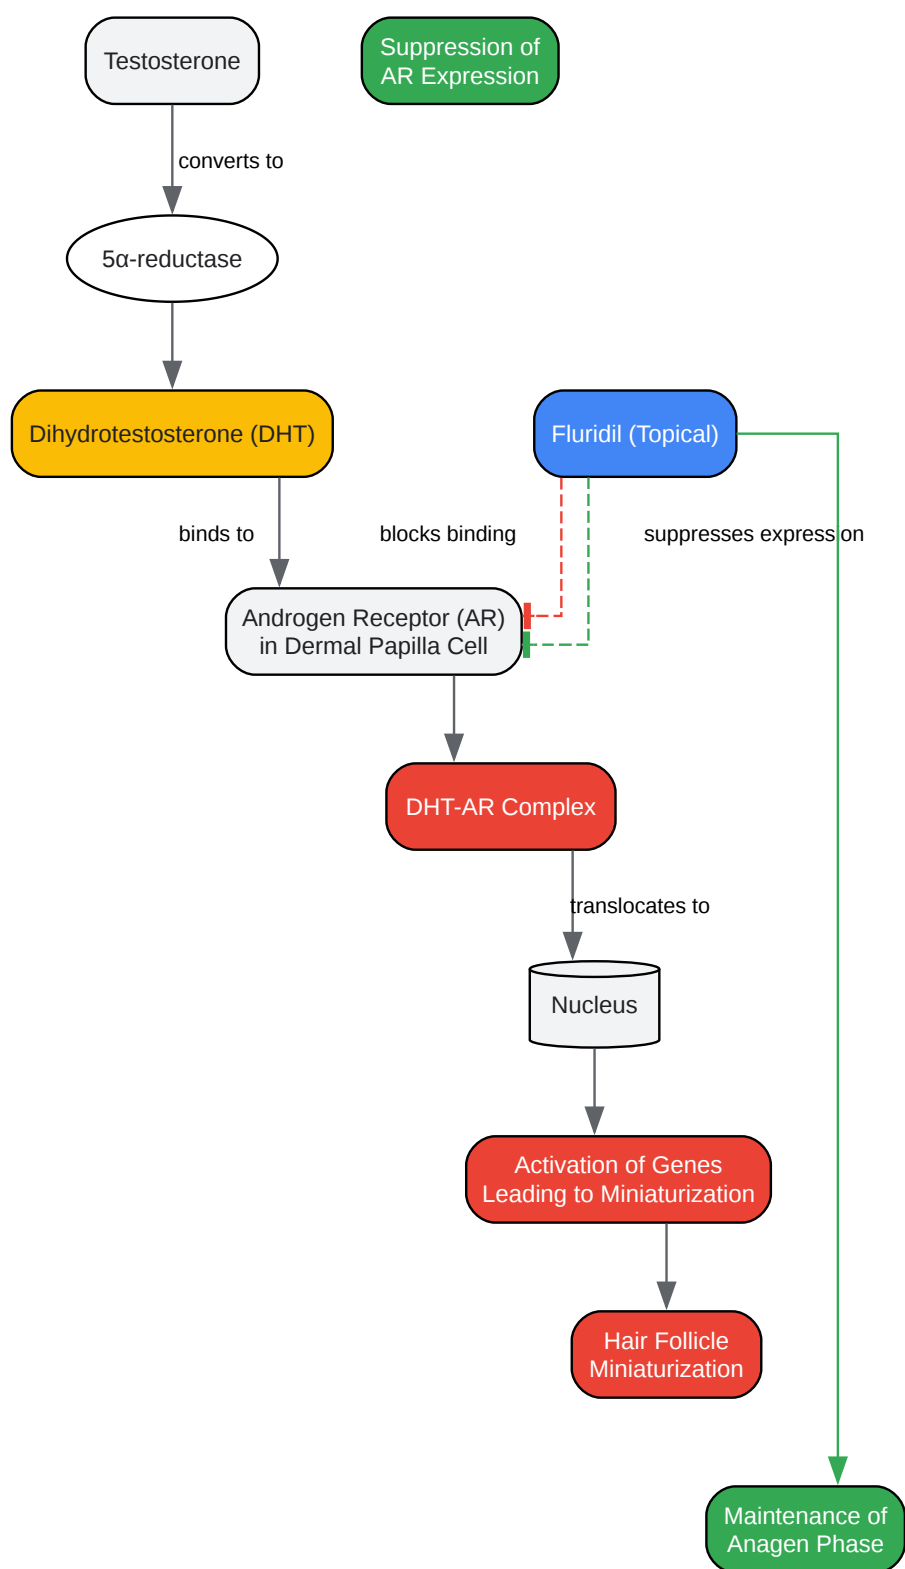 Testosterone
Suppression of
AR Expression
converts to
5α-reductase
Dihydrotestosterone (DHT)
Fluridil (Topical)
binds to
blocks binding
suppresses expression
Androgen Receptor (AR)
in Dermal Papilla Cell
DHT-AR Complex
translocates to
Nucleus
Activation of Genes
Leading to Miniaturization
Hair Follicle
Miniaturization
Maintenance of
Anagen Phase